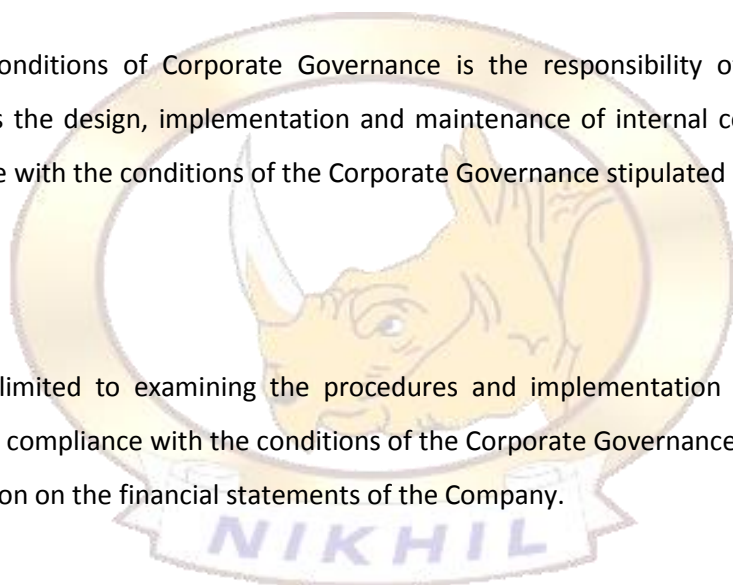 onditions of Corporate Governance is the responsibility o
s the design, implementation and maintenance of internal c
e with the conditions of the Corporate Governance stipulated
limited to examining the procedures and implementation
compliance with the conditions of the Corporate Governance
on on the financial statements of the Company.
NIKHIL